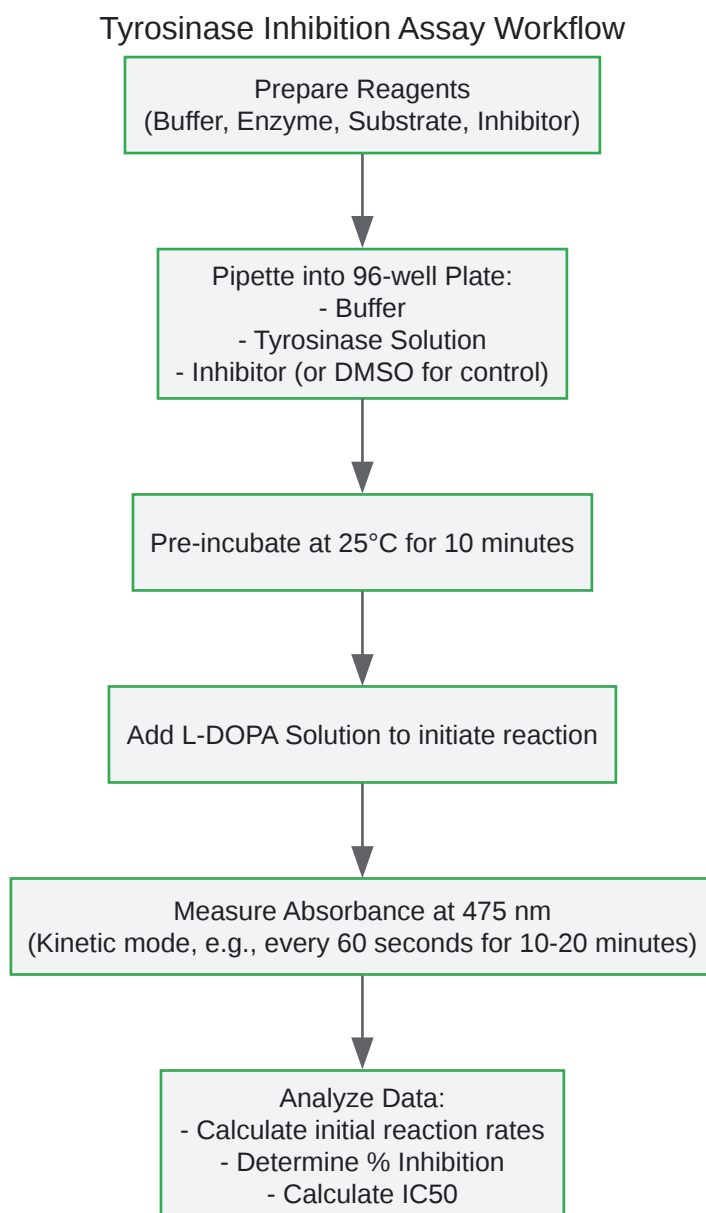 Tyrosinase Inhibition Assay Workflow
Prepare Reagents
(Buffer, Enzyme, Substrate, Inhibitor)
Pipette into 96-well Plate:
- Buffer
- Tyrosinase Solution
- Inhibitor (or DMSO for control)
Pre-incubate at 25°C for 10 minutes
Add L-DOPA Solution to initiate reaction
Measure Absorbance at 475 nm
(Kinetic mode, e.g., every 60 seconds for 10-20 minutes)
Analyze Data:
- Calculate initial reaction rates
- Determine % Inhibition
- Calculate IC50